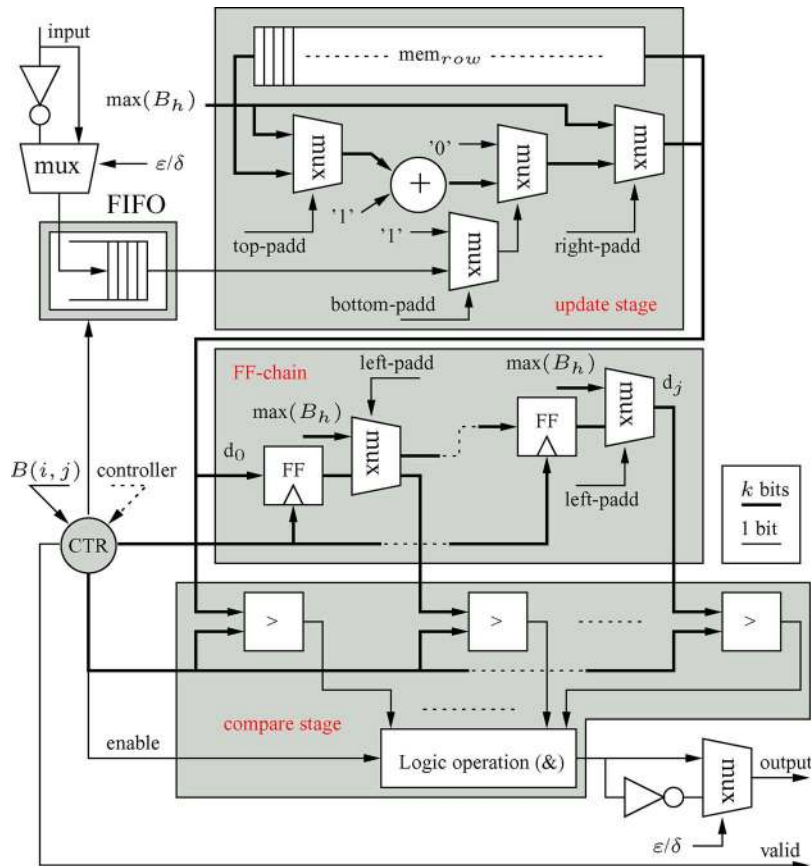 input
mem_row
max(B_h)
mux
mux
mux
mux
ε/δ
'0'
+
'1'
'1'
FIFO
top-padd
mux
right-padd
bottom-padd
update stage
FF-chain
left-padd
max(B_h)
d_j
max(B_h)
mux
FF
mux
B(i, j)
controller
d_0
FF
left-padd
k bits
1 bit
CTR
>
>
>
compare stage
enable
Logic operation (&)
mux
output
ε/δ
valid